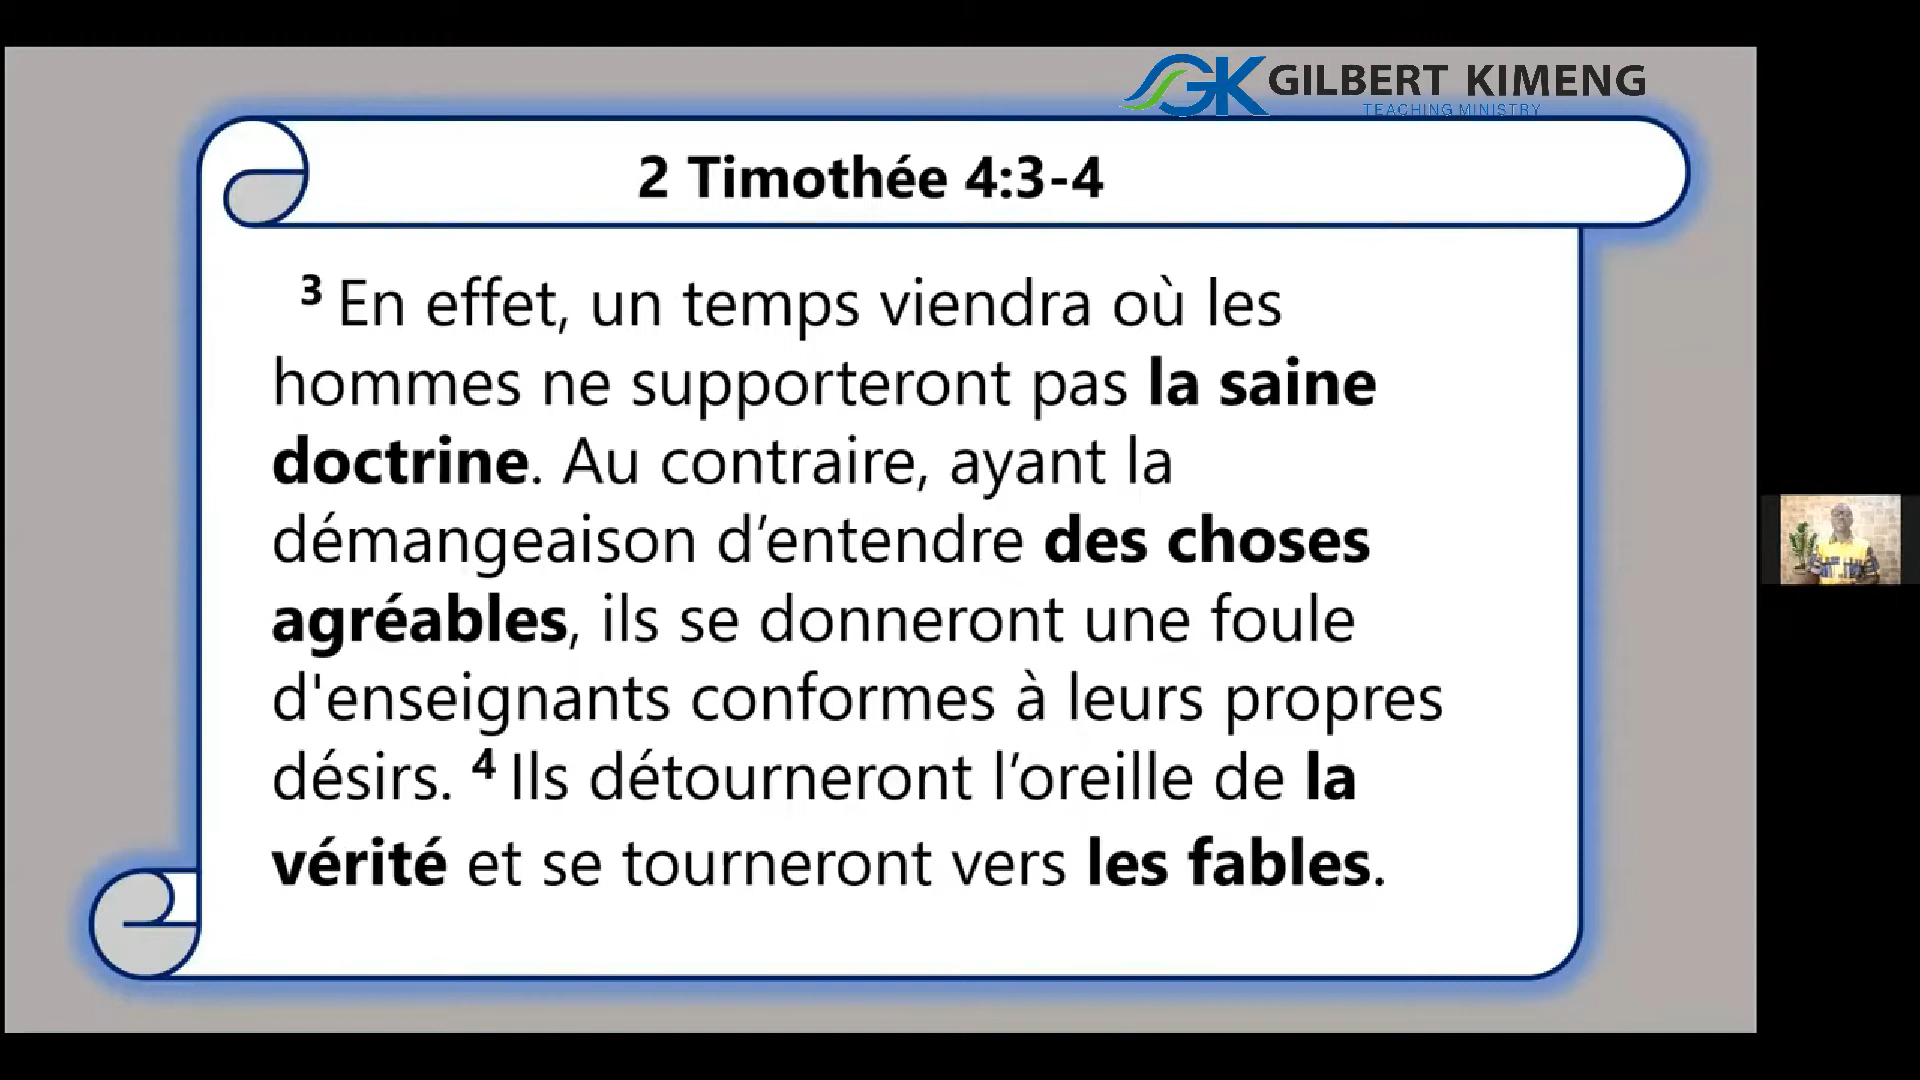 GK GILBERT KIMENG
TEACHING MINISTRY
2 Timothée 4:3-4
3 En effet, un temps viendra où les
hommes ne supporteront pas la saine
doctrine. Au contraire, ayant la
démangeaison d’entendre des choses
agréables, ils se donneront une foule
d'enseignants conformes à leurs propres
désirs. 4 Ils détourneront l’oreille de la
vérité et se tourneront vers les fables.